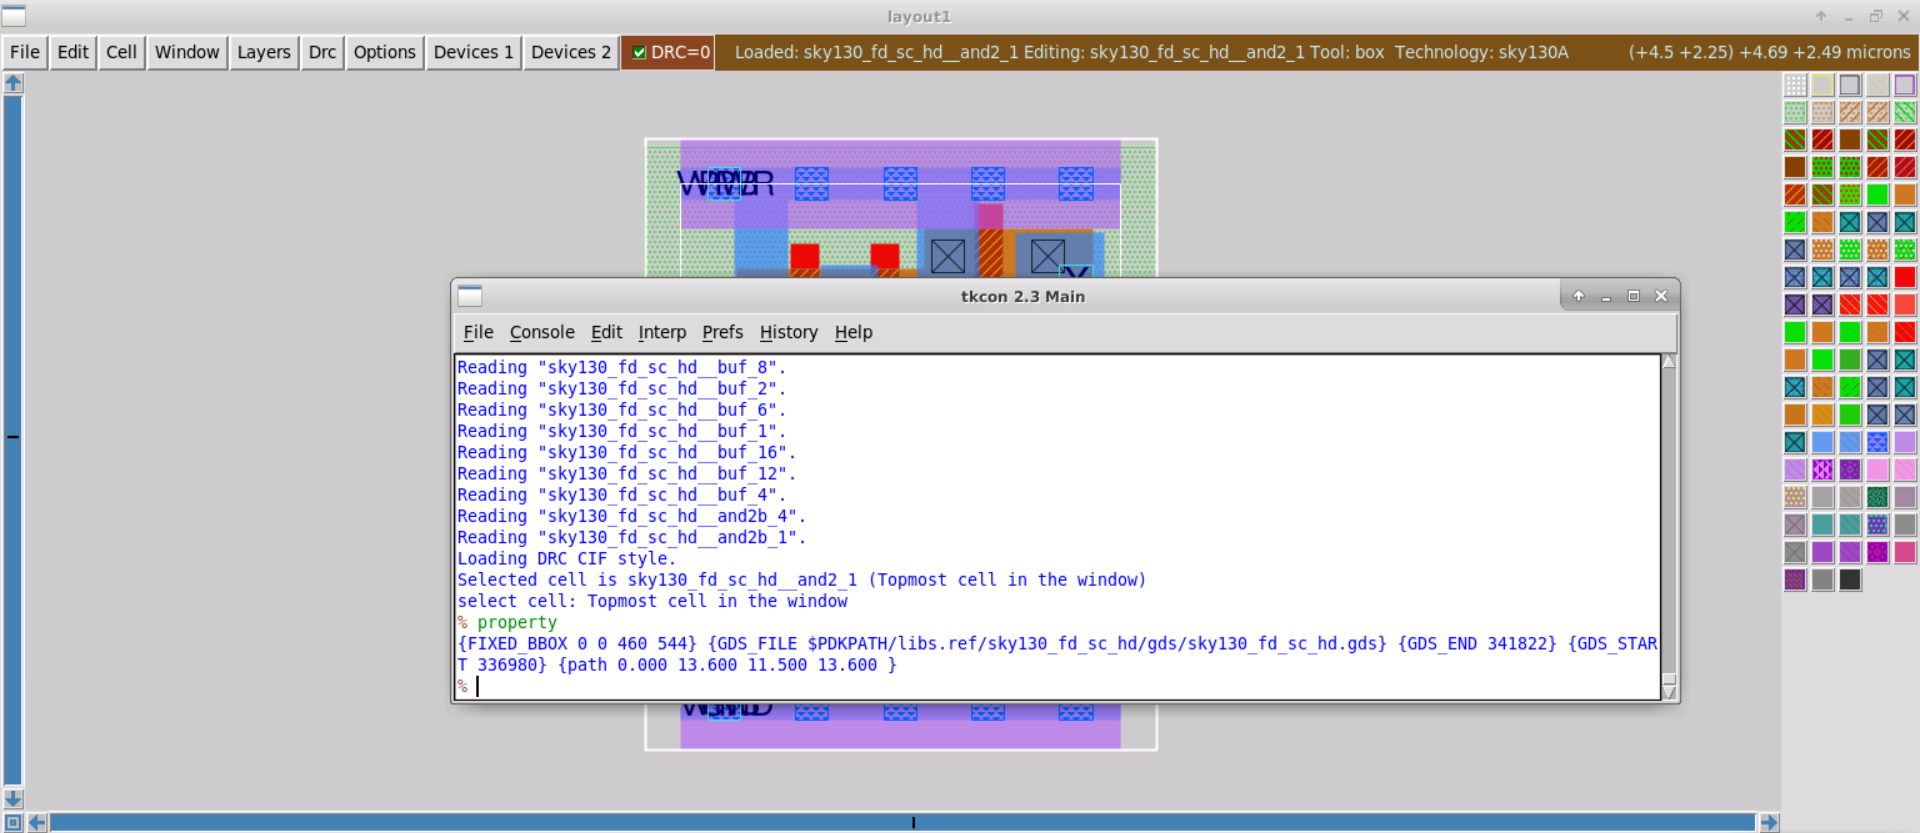 layout1
File Edit Cell Window Layers Drc Options Devices 1 Devices 2 DRC=0 Loaded: sky130_fd_sc_hd__and2_1 Editing: sky130_fd_sc_hd__and2_1 Tool: box Technology: sky130A (+4.5 +2.25) +4.69 +2.49 microns
tkcon 2.3 Main
File Console Edit Interp Prefs History Help
Reading "sky130_fd_sc_hd__buf_8".
Reading "sky130_fd_sc_hd__buf_2".
Reading "sky130_fd_sc_hd__buf_6".
Reading "sky130_fd_sc_hd__buf_1".
Reading "sky130_fd_sc_hd__buf_16".
Reading "sky130_fd_sc_hd__buf_12".
Reading "sky130_fd_sc_hd__buf_4".
Reading "sky130_fd_sc_hd__and2b_4".
Reading "sky130_fd_sc_hd__and2b_1".
Loading DRC CIF style.
Selected cell is sky130_fd_sc_hd__and2_1 (Topmost cell in the window)
select cell: Topmost cell in the window
% property
{FIXED_BBOX 0 0 460 544} {GDS_FILE $PDKPATH/libs.ref/sky130_fd_sc_hd/gds/sky130_fd_sc_hd.gds} {GDS_END 341822} {GDS_STAR
T 336980} {path 0.000 13.600 11.500 13.600 }
%